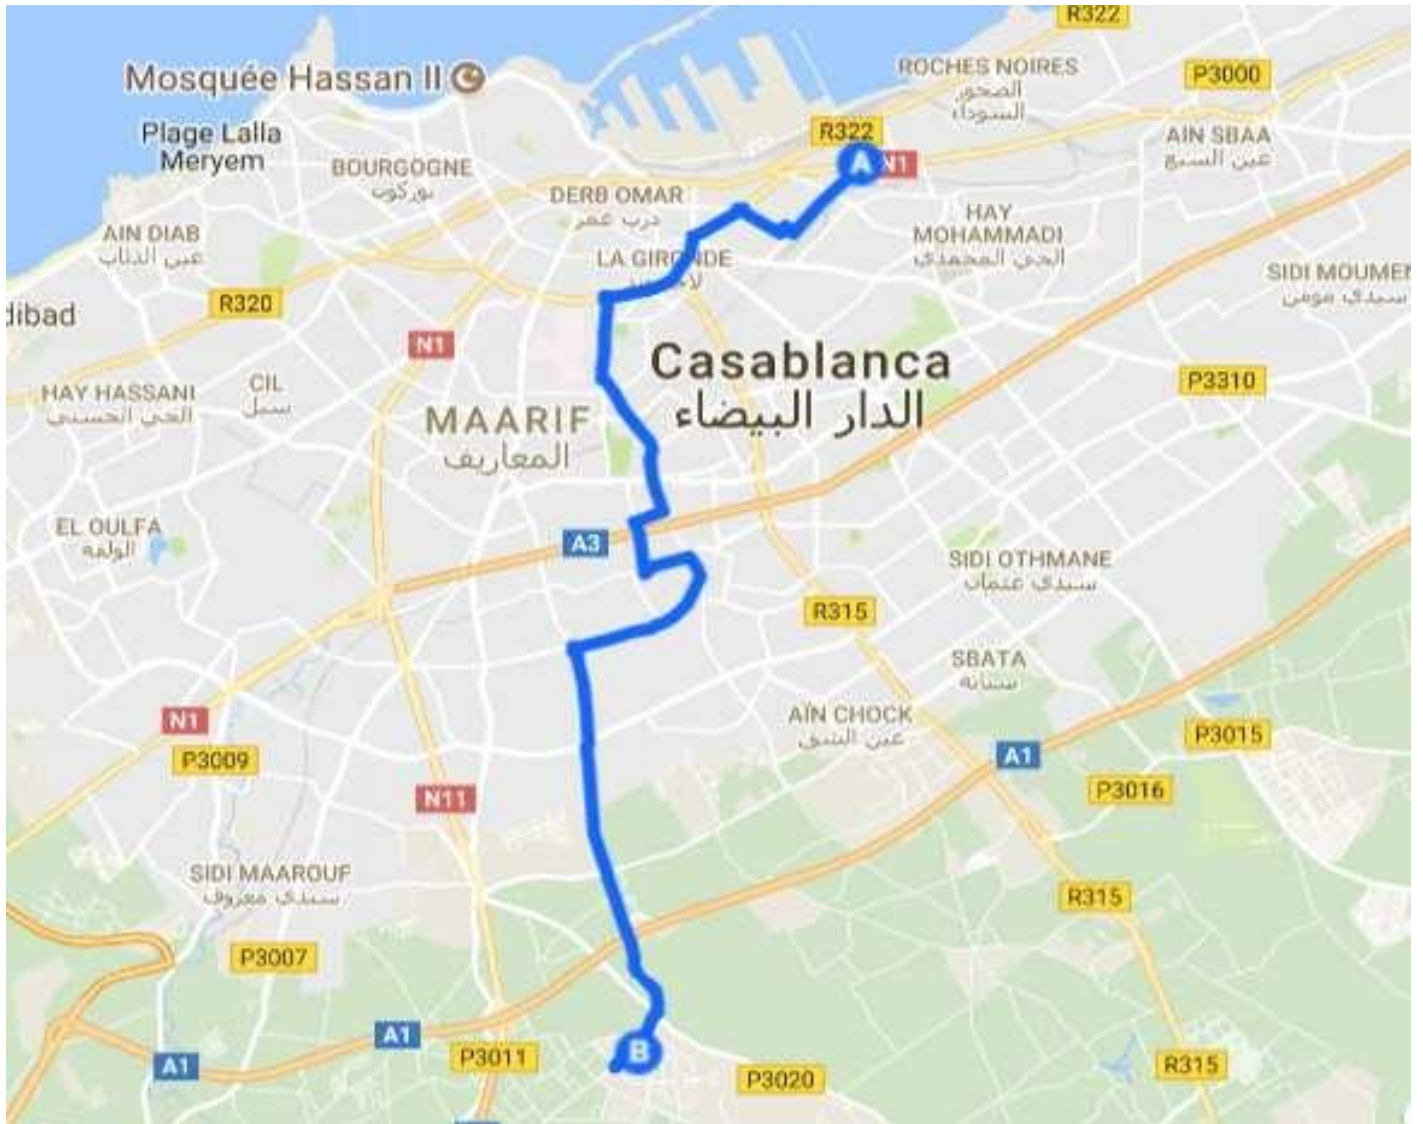 R322
ROCHES NOIRES
الصخور
السوداء
P3000
Mosquée Hassan II
Plage Lalla
Meryem
R322
A
N1
AIN SBAA
عين السبع
BOURGOGNE
بوركون
DERB OMAR
درب عمر
HAY
MOHAMMADI
الحي المحمدي
AIN DIAB
عين الذئاب
LA GIRONDE
SIDI MOUMEN
سيدي مومن
dibad
R320
N1
Casablanca
الدار البيضاء
P3310
HAY HASSANI
الحي الحسني
CIL
سيل
MAARIF
المعاريف
EL OULFA
الولفة
A3
SIDI OTHMANE
سيدي عثمان
R315
SBATA
سباتة
AÏN CHOCK
عين الشق
N1
P3009
P3015
A1
P3016
N11
SIDI MAAROUF
سيدي معروف
R315
P3007
A1
A1
P3011
B
P3020
R315